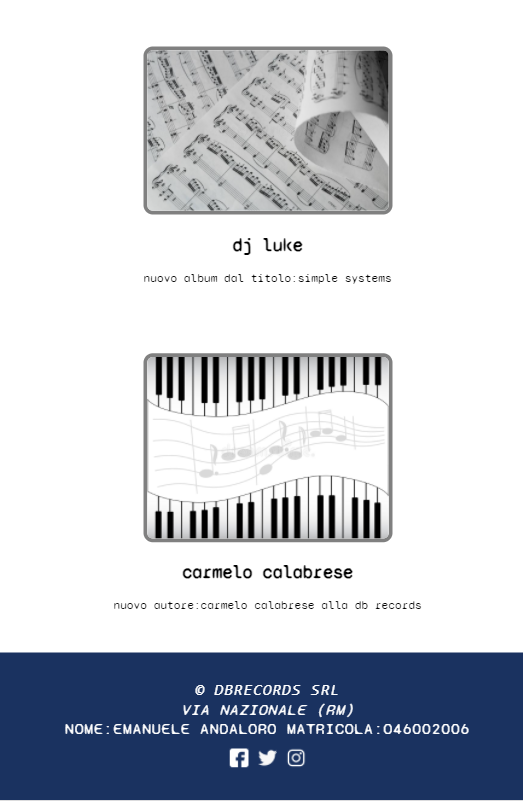 dj luke
nuovo album dal titolo:simple systems
carmelo calabrese
nuovo autore:carmelo calabrese alla db records
© DBRECORDS SRL
VIA NAZIONALE (RM)
NOME:EMANUELE ANDALORO MATRICOLA:O46002006